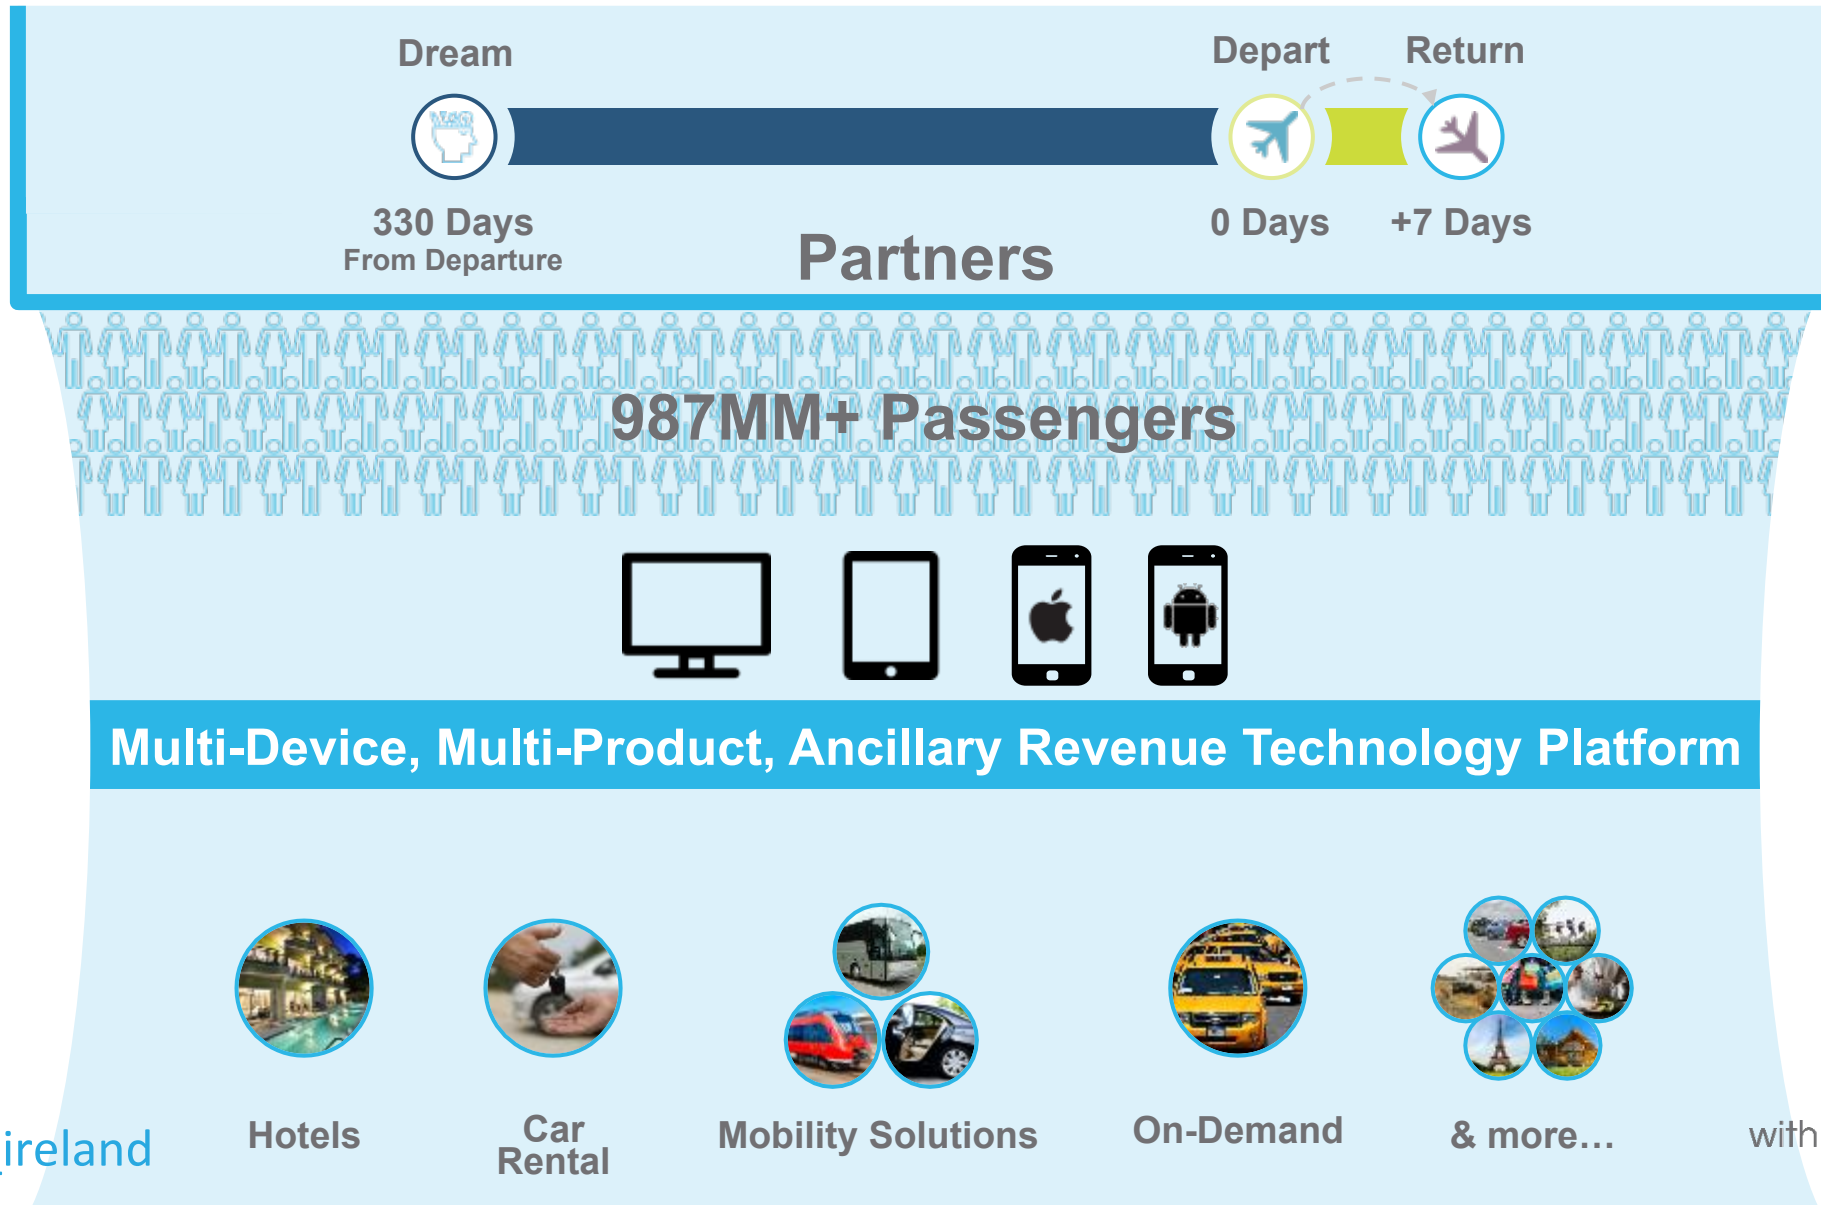 Dream
Depart
Return
330 Days
From Departure
0 Days
+7 Days
Partners
987MM+ Passengers
Multi-Device, Multi-Product, Ancillary Revenue Technology Platform
Hotels
Car
Rental
Mobility Solutions
On-Demand
& more…
_ireland
with